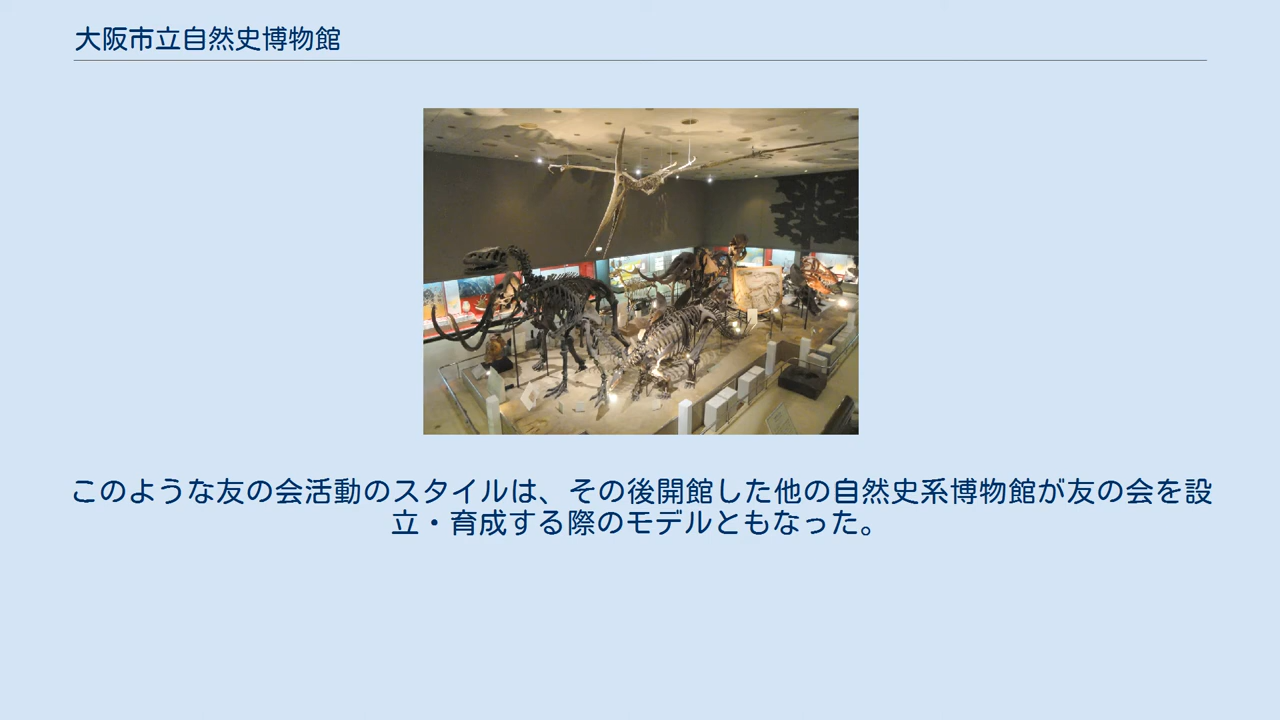 大阪市立自然史博物館
このような友の会活動のスタイルは、その後開館した他の自然史系博物館が友の会を設
立・育成する際のモデルともなった。